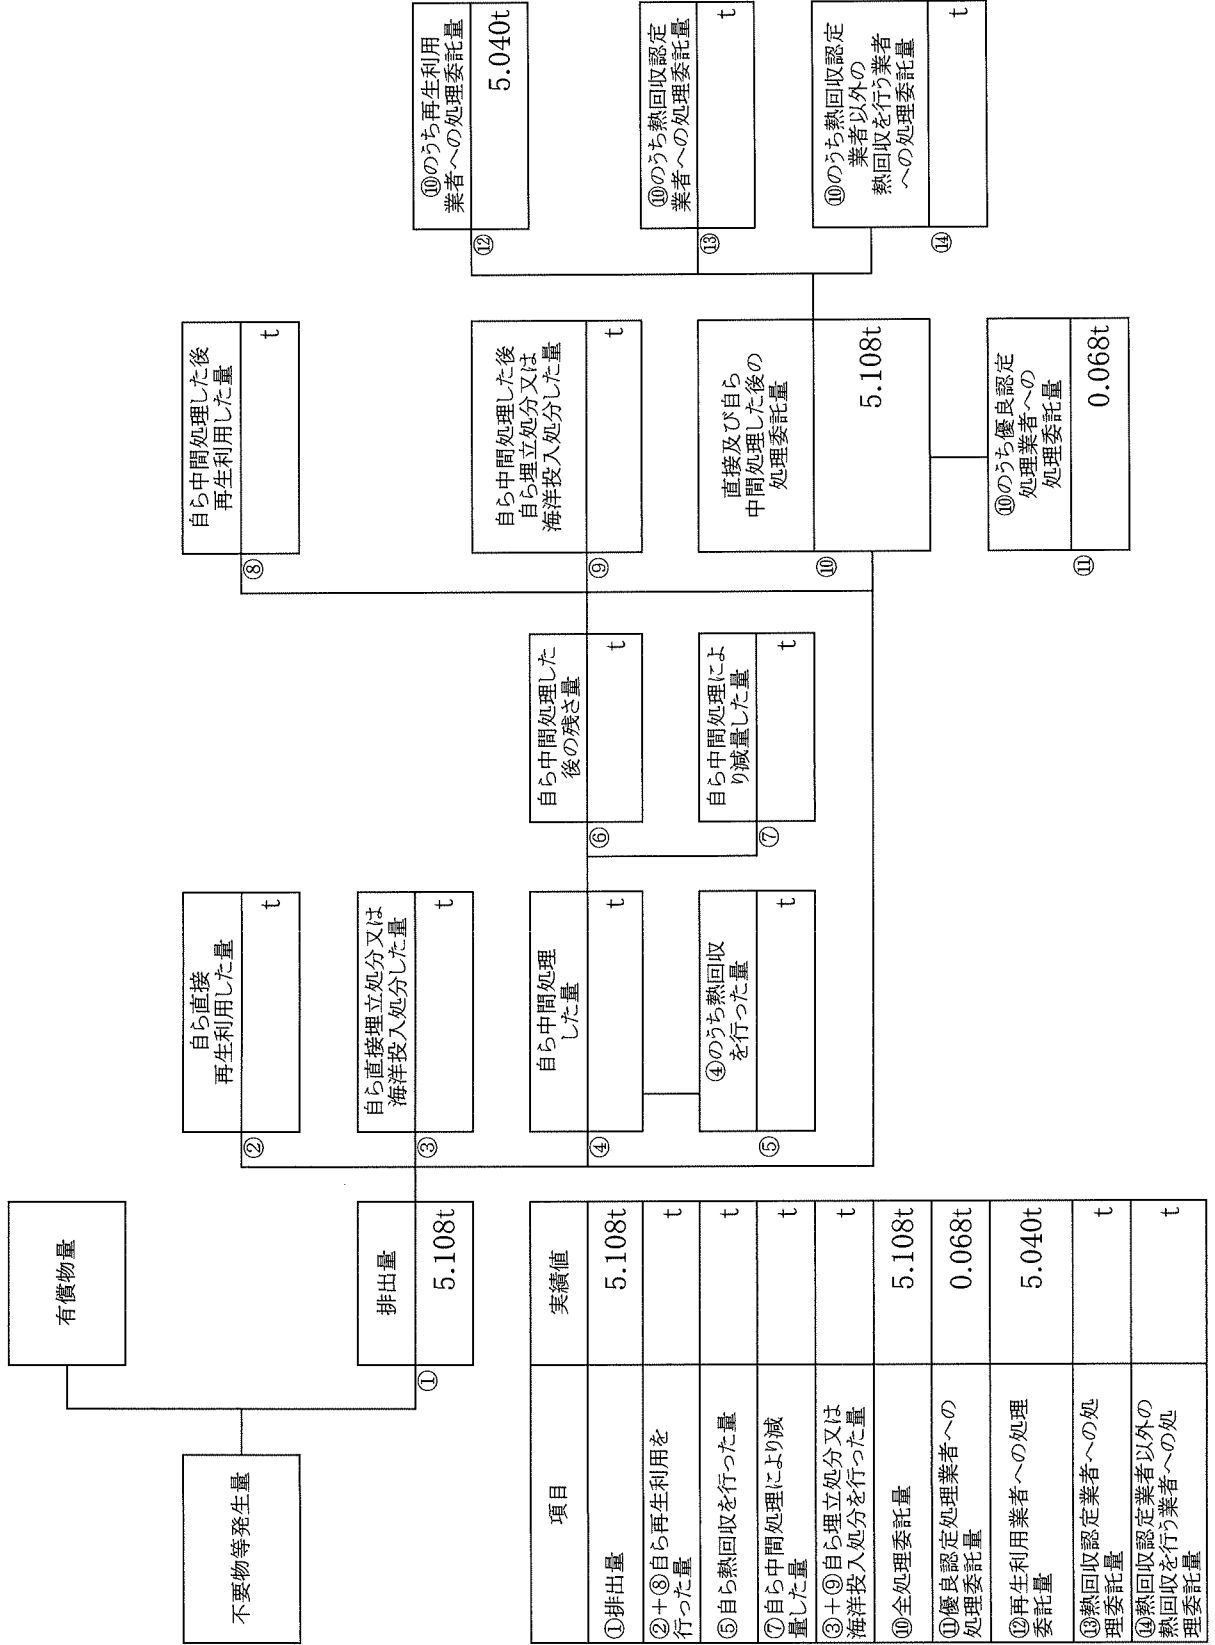 不要物等発生量
有償物量
排出量
①
5.108t
自ら直接
再生利用した量
②
t
自ら直接埋立処分又は
海洋投入処分した量
③
t
自ら中間処理
した量
④
t
④のうち熱回収
を行った量
⑤
t
自ら中間処理した
後の残さ量
⑥
t
自ら中間処理によ
り減量した量
⑦
t
自ら中間処理した後
再生利用した量
⑧
t
自ら中間処理した後
自ら埋立処分又は
海洋投入処分した量
⑨
t
直接及び自ら
中間処理した後の
処理委託量
⑩
5.108t
⑩のうち優良認定
処理業者への
処理委託量
⑪
0.068t
⑩のうち再生利用
業者への処理委託量
⑫
5.040t
⑩のうち熱回収認定
業者への処理委託量
⑬
t
⑩のうち熱回収認定
業者以外の
熱回収を行う業者
への処理委託量
⑭
t
項目 実績値
①排出量 5.108t
②+⑧自ら再生利用を
行った量 t
⑤自ら熱回収を行った量 t
⑦自ら中間処理により減
量した量 t
③+⑨自ら埋立処分又は
海洋投入処分を行った量 t
⑩全処理委託量 5.108t
⑪優良認定処理業者への
処理委託量 0.068t
⑫再生利用業者への処理
委託量 5.040t
⑬熱回収認定業者への処
理委託量 t
⑭熱回収認定業者以外の
熱回収を行う業者への処
理委託量 t